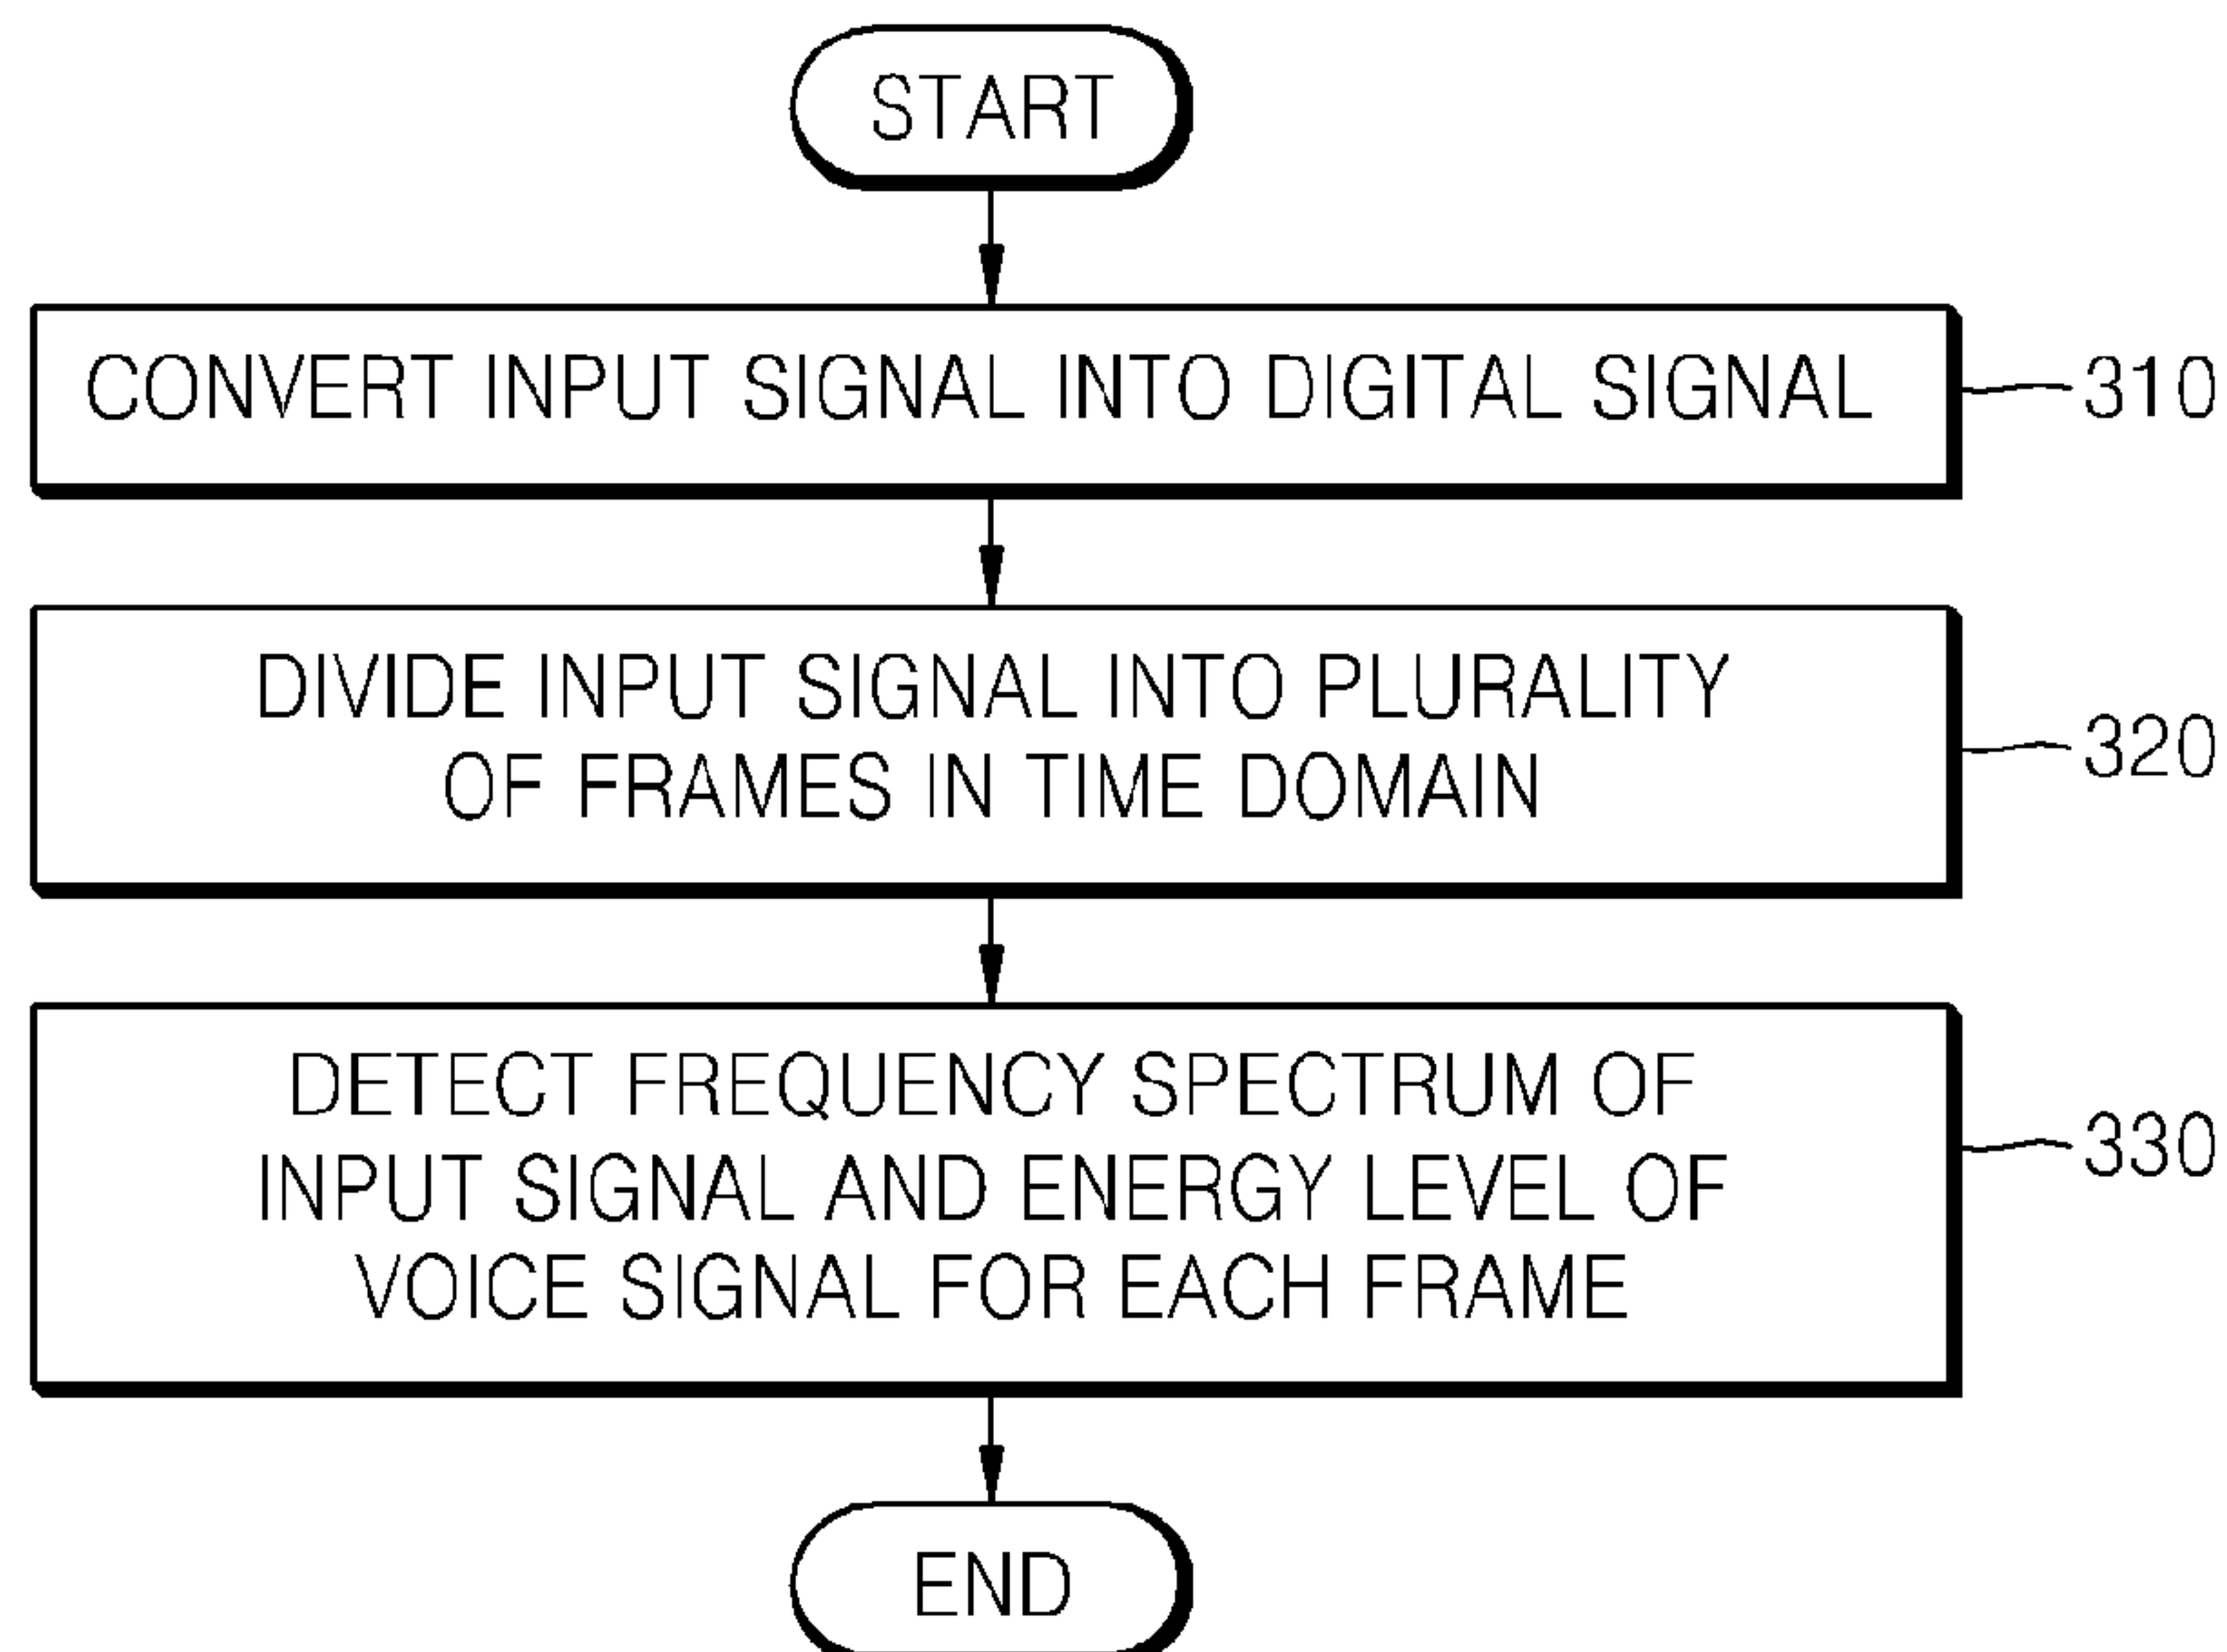 START
CONVERT INPUT SIGNAL INTO DIGITAL SIGNAL
310
DIVIDE INPUT SIGNAL INTO PLURALITY
OF FRAMES IN TIME DOMAIN
320
DETECT FREQUENCY SPECTRUM OF
INPUT SIGNAL AND ENERGY LEVEL OF
VOICE SIGNAL FOR EACH FRAME
330
END